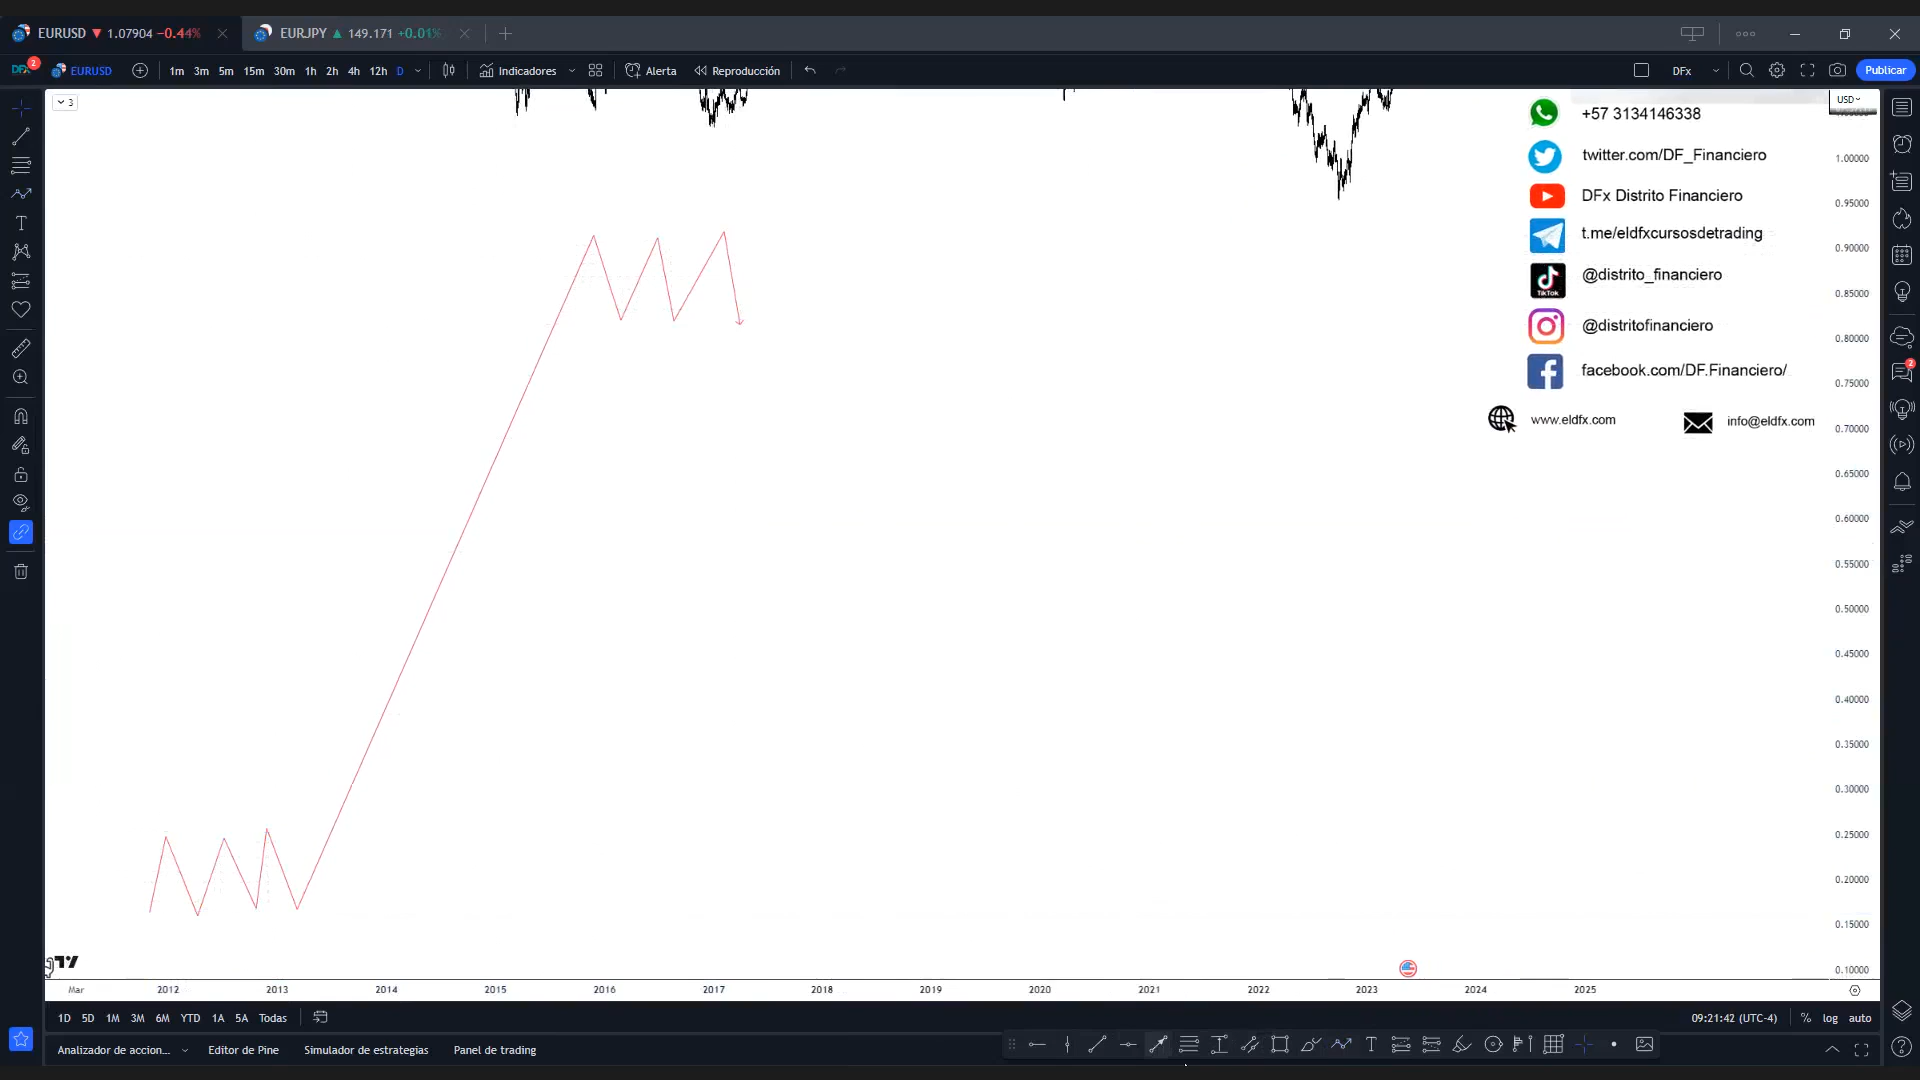 EURUSD 1.07904 −0.44%
EURJPY 149.171 +0.01%
DFX 2 EURUSD 1m 3m 5m 15m 30m 1h 2h 4h 12h D Indicadores Alerta Reproducción DFx Publicar
3
USD
+57 3134146338
twitter.com/DF_Financiero
DFx Distrito Financiero
t.me/eldfxcursosdetrading
TikTok
@distrito_financiero
@distritofinanciero
facebook.com/DF.Financiero/
www.eldfx.com
info@eldfx.com
1.00000
0.95000
0.90000
0.85000
0.80000
0.75000
0.70000
0.65000
0.60000
0.55000
0.50000
0.45000
0.40000
0.35000
0.30000
0.25000
0.20000
0.15000
0.10000
2
Mar 2012 2013 2014 2015 2016 2017 2018 2019 2020 2021 2022 2023 2024 2025
1D 5D 1M 3M 6M YTD 1A 5A Todas
09:21:42 (UTC-4) % log auto
Analizador de accion... Editor de Pine Simulador de estrategias Panel de trading